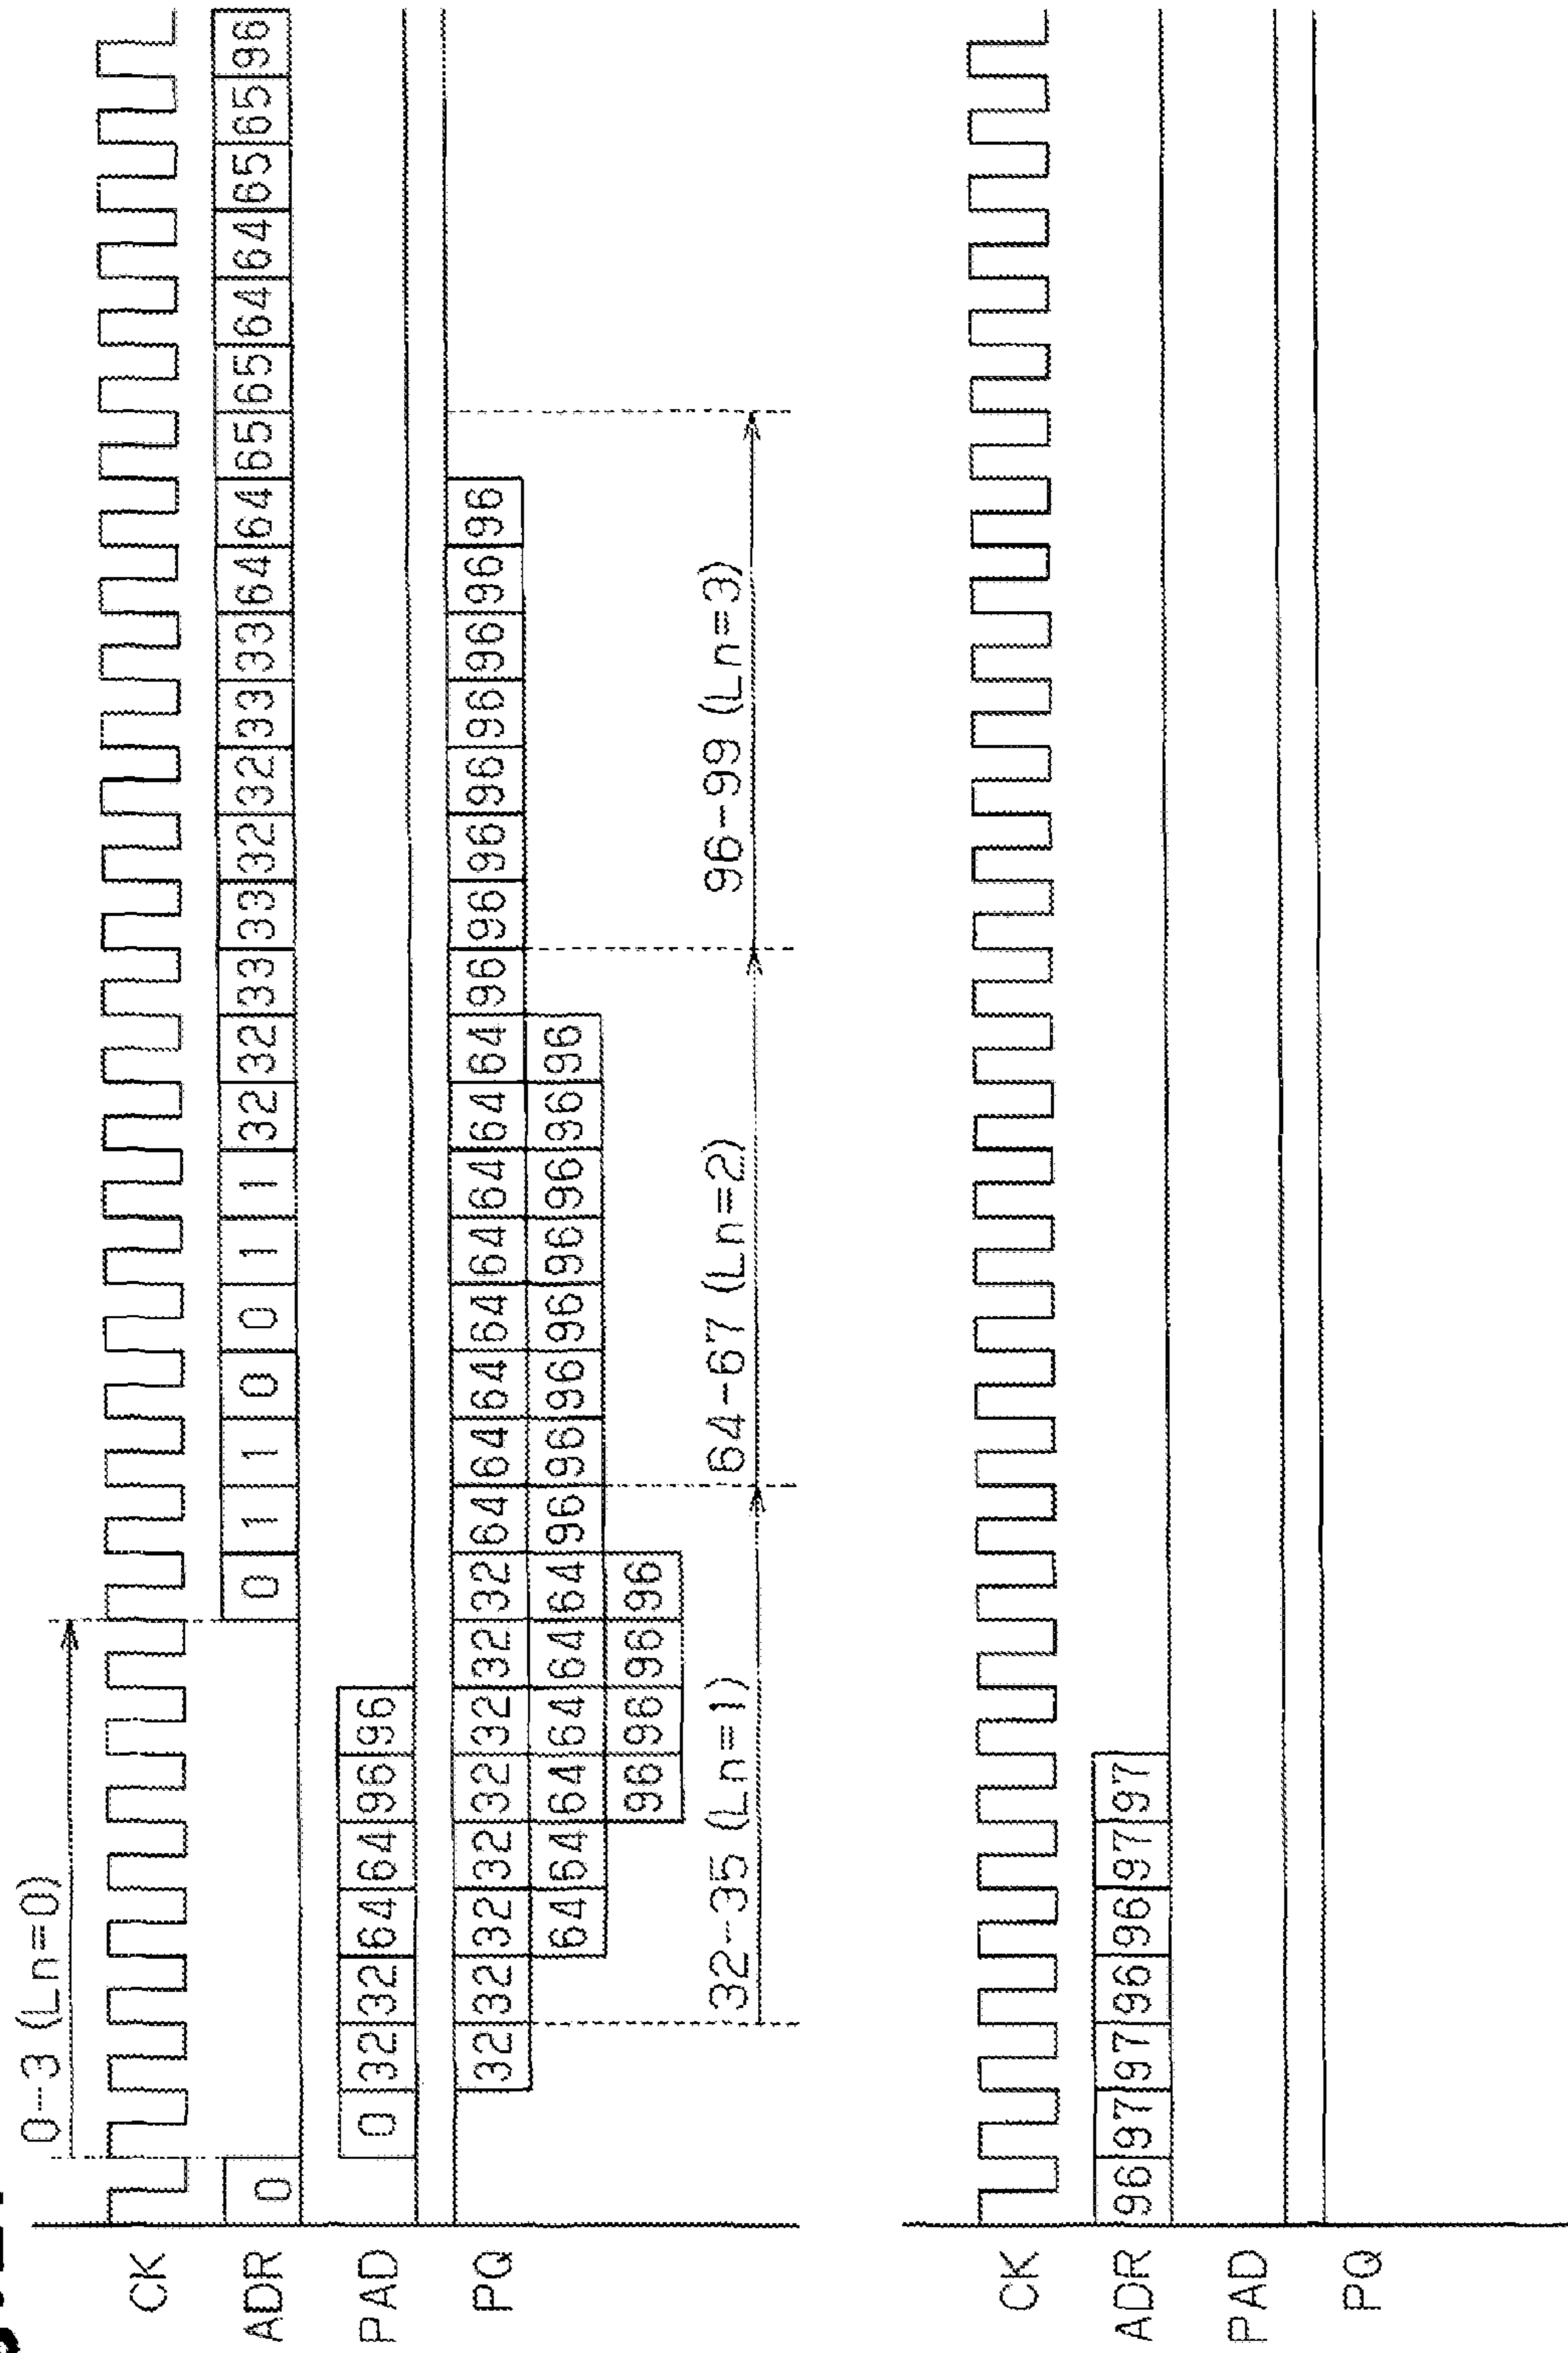 0-3 (Ln=0)
CK
ADR 0 0 1 1 0 0 1 1 32 32 33 33 32 32 33 33 64 64 65 65 64 64 65 65 96
PAD 0 32 32 64 64 96 96
PQ 32 32 32 32 32 32 32 32 64 64 64 64 64 64 64 64 96 96 96 96 96 96 96 96
64 64 64 64 64 64 96 96 96 96 96 96 96 96
96 96 96 96
32-35 (Ln=1) 64-67 (Ln=2) 96-99 (Ln=3)
CK
ADR 96 97 97 96 96 97 97
PAD
PQ